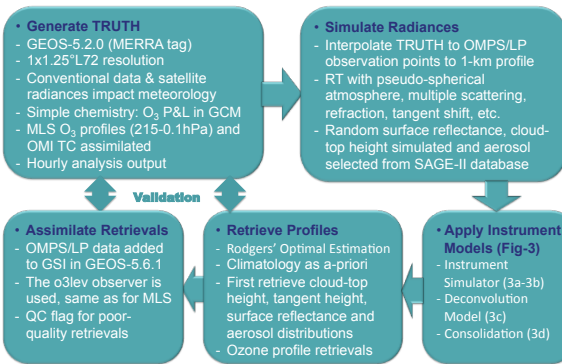 • Generate TRUTH
- GEOS-5.2.0 (MERRA tag)
- 1x1.25°L72 resolution
- Conventional data & satellite
radiances impact meteorology
- Simple chemistry: O3 P&L in GCM
- MLS O3 profiles (215-0.1hPa) and
OMI TC assimilated
- Hourly analysis output
• Simulate Radiances
- Interpolate TRUTH to OMPS/LP
observation points to 1-km profile
- RT with pseudo-spherical
atmosphere, multiple scattering,
refraction, tangent shift, etc.
- Random surface reflectance, cloud-
top height simulated and aerosol
selected from SAGE-II database
Validation
• Assimilate Retrievals
- OMPS/LP data added
to GSI in GEOS-5.6.1
- The o3lev observer is
used, same as for MLS
- QC flag for poor-
quality retrievals
• Retrieve Profiles
- Rodgers' Optimal Estimation
- Climatology as a-priori
- First retrieve cloud-top
height, tangent height,
surface reflectance and
aerosol distributions
- Ozone profile retrievals
• Apply Instrument
Models (Fig-3)
- Instrument
Simulator (3a-3b)
- Deconvolution
Model (3c)
- Consolidation (3d)